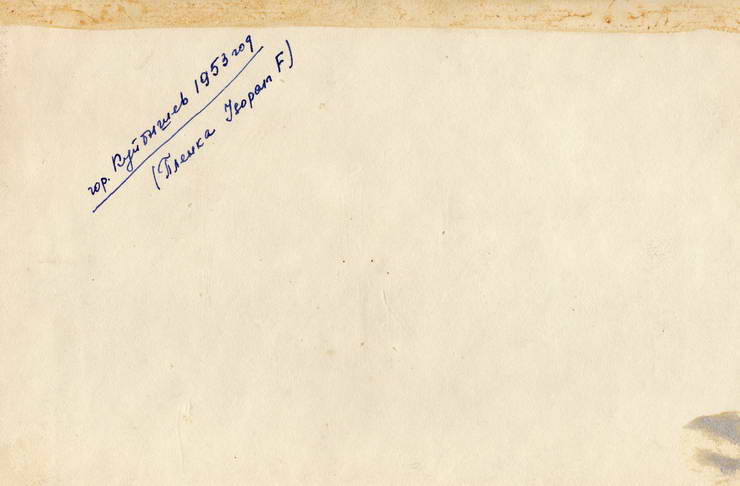 гор. Куйбышев 1953 год
(Пленка Изопан F)